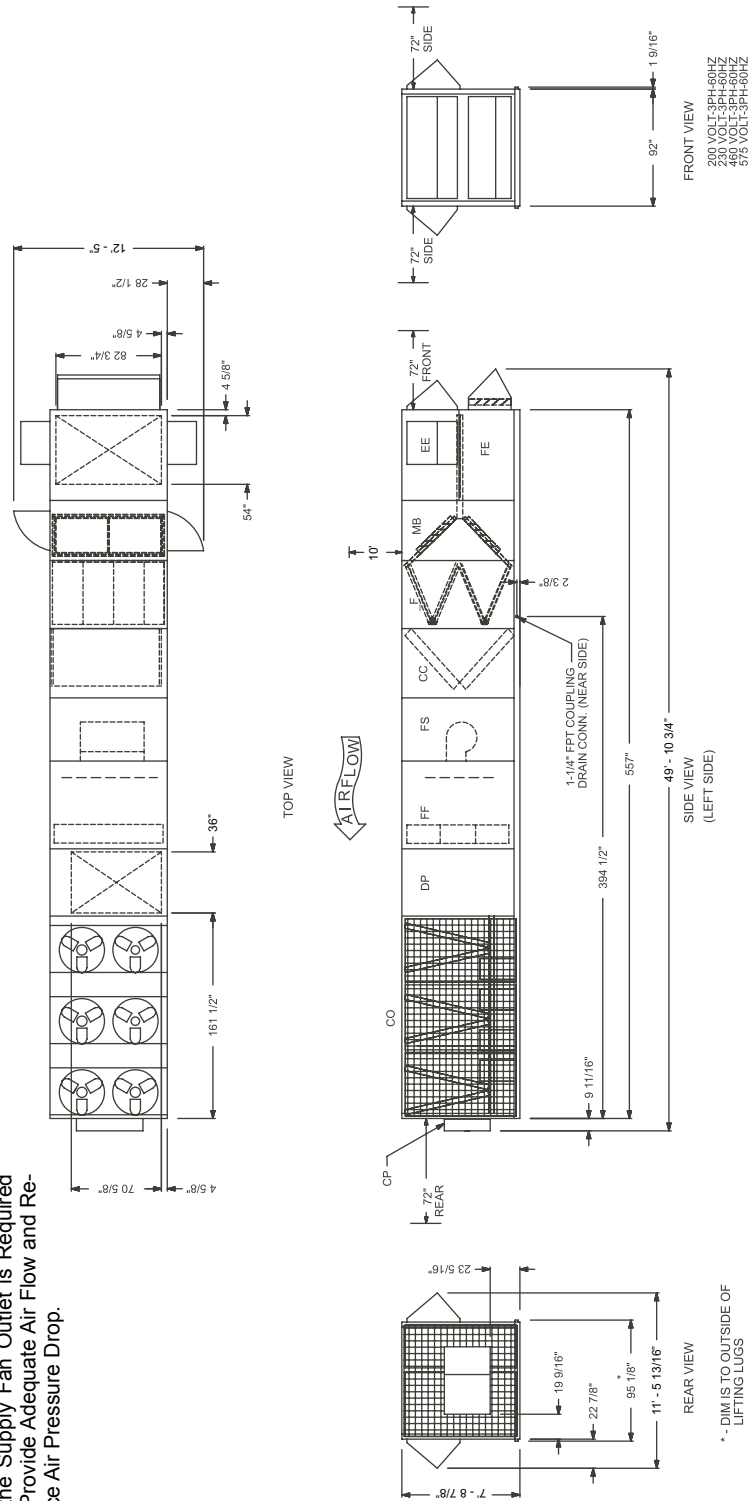 he Supply Fan Outlet is Required
Provide Adequate Air Flow and Re-
ce Air Pressure Drop.
12' - 5"
28 1/2"
4 5/8"
82 3/4"
4 5/8"
54"
36"
161 1/2"
70 5/8"
4 5/8"
TOP VIEW
AIRFLOW
72"
SIDE
72"
SIDE
92"
1 9/16"
FRONT VIEW
200 VOLT-3PH-60HZ
230 VOLT-3PH-60HZ
460 VOLT-3PH-60HZ
575 VOLT-3PH-60HZ
72"
FRONT
10'
EE
FE
MB
F
CC
FS
FF
DP
CO
CP
72"
REAR
2 3/8"
1-1/4" FPT COUPLING
DRAIN CONN. (NEAR SIDE)
394 1/2"
557"
9 11/16"
49' - 10 3/4"
SIDE VIEW
(LEFT SIDE)
23 5/16"
19 9/16"
22 7/8"
95 1/8" *
11' - 5 13/16"
7' - 8 7/8"
REAR VIEW
* - DIM IS TO OUTSIDE OF
LIFTING LUGS